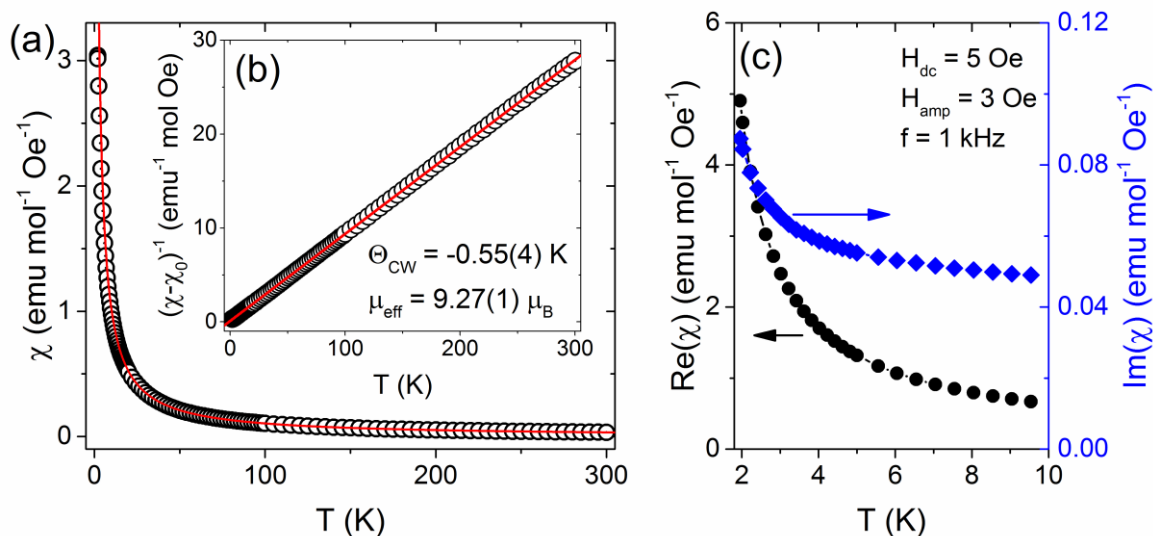 (a)
χ (emu mol⁻¹ Oe⁻¹)
3
2
1
0
0
100
200
300
T (K)
(b)
(χ-χ₀)⁻¹ (emu⁻¹ mol Oe)
30
20
10
0
0
100
200
300
T (K)
Θ_CW = -0.55(4) K
μ_eff = 9.27(1) μ_B
(c)
H_dc = 5 Oe
H_amp = 3 Oe
f = 1 kHz
Re(χ) (emu mol⁻¹ Oe⁻¹)
6
4
2
0
2
4
6
8
10
T (K)
0.12
0.08
0.04
0.00
Im(χ) (emu mol⁻¹ Oe⁻¹)